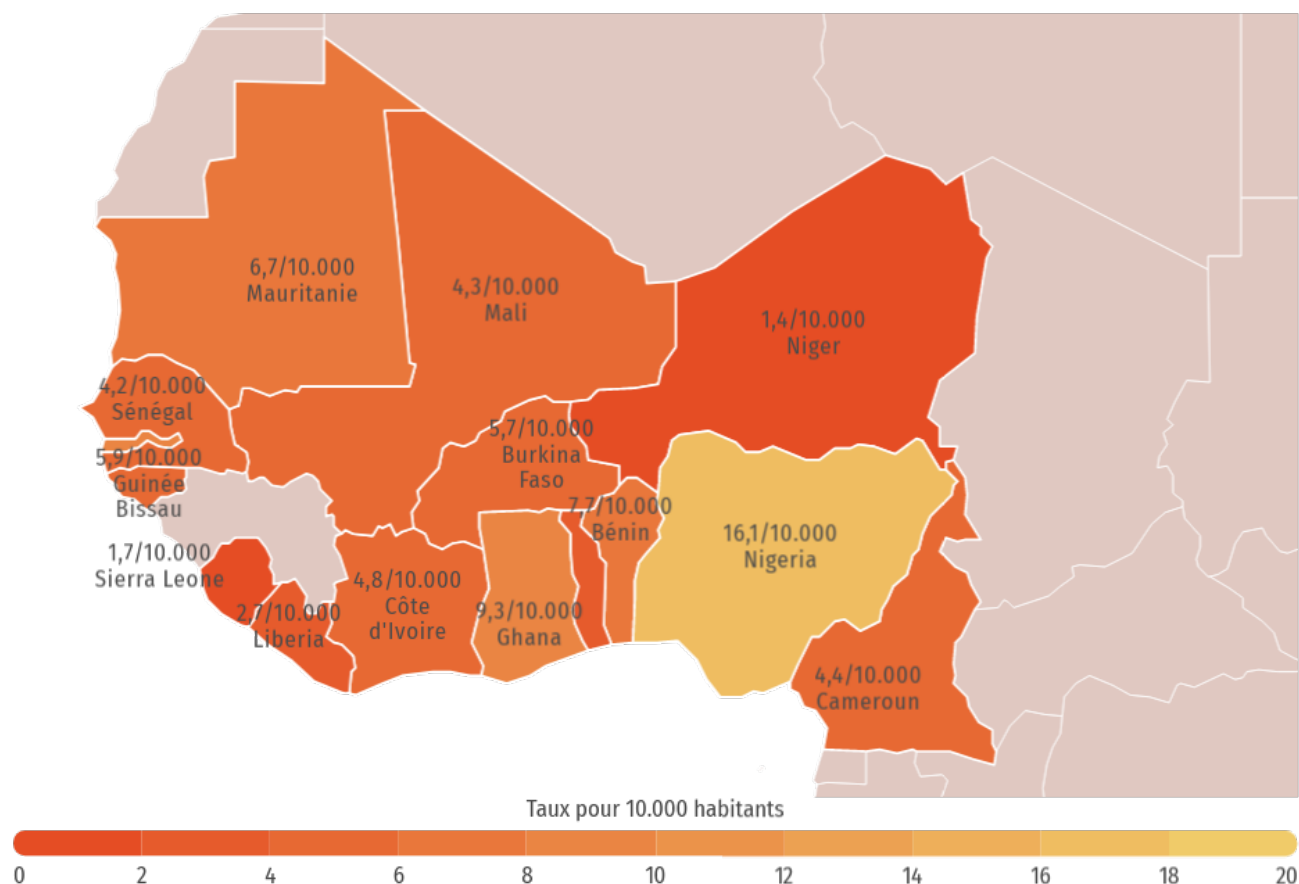 6,7/10.000
Mauritanie
4,3/10.000
Mali
1,4/10.000
Niger
4,2/10.000
Sénégal
5,9/10.000
Guinée
Bissau
5,7/10.000
Burkina
Faso
7,7/10.000
Bénin
16,1/10.000
Nigeria
1,7/10.000
Sierra Leone
2,7/10.000
Liberia
4,8/10.000
Côte
d'Ivoire
9,3/10.000
Ghana
4,4/10.000
Cameroun
Taux pour 10.000 habitants
0 2 4 6 8 10 12 14 16 18 20